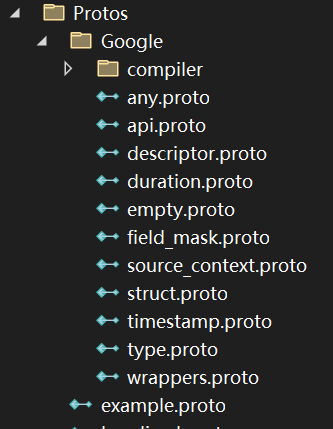 Protos
Google
compiler
any.proto
api.proto
descriptor.proto
duration.proto
empty.proto
field_mask.proto
source_context.proto
struct.proto
timestamp.proto
type.proto
wrappers.proto
example.proto